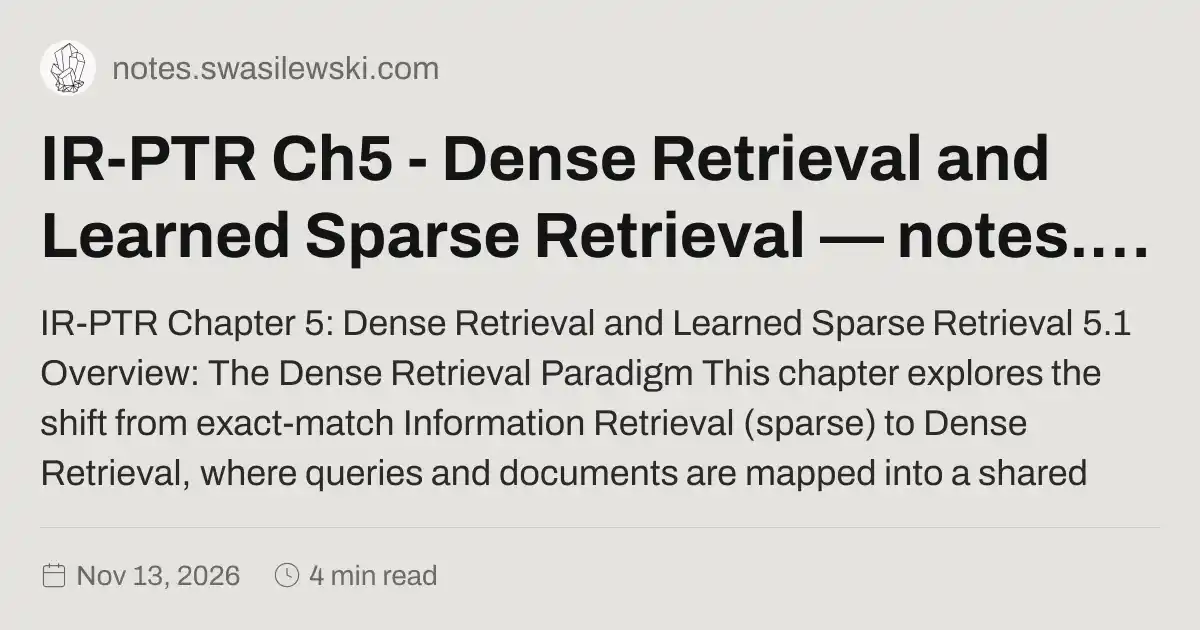 notes.swasilewski.com
IR-PTR Ch5 - Dense Retrieval and
Learned Sparse Retrieval — notes.…
IR-PTR Chapter 5: Dense Retrieval and Learned Sparse Retrieval 5.1
Overview: The Dense Retrieval Paradigm This chapter explores the
shift from exact-match Information Retrieval (sparse) to Dense
Retrieval, where queries and documents are mapped into a shared
Nov 13, 2026 4 min read